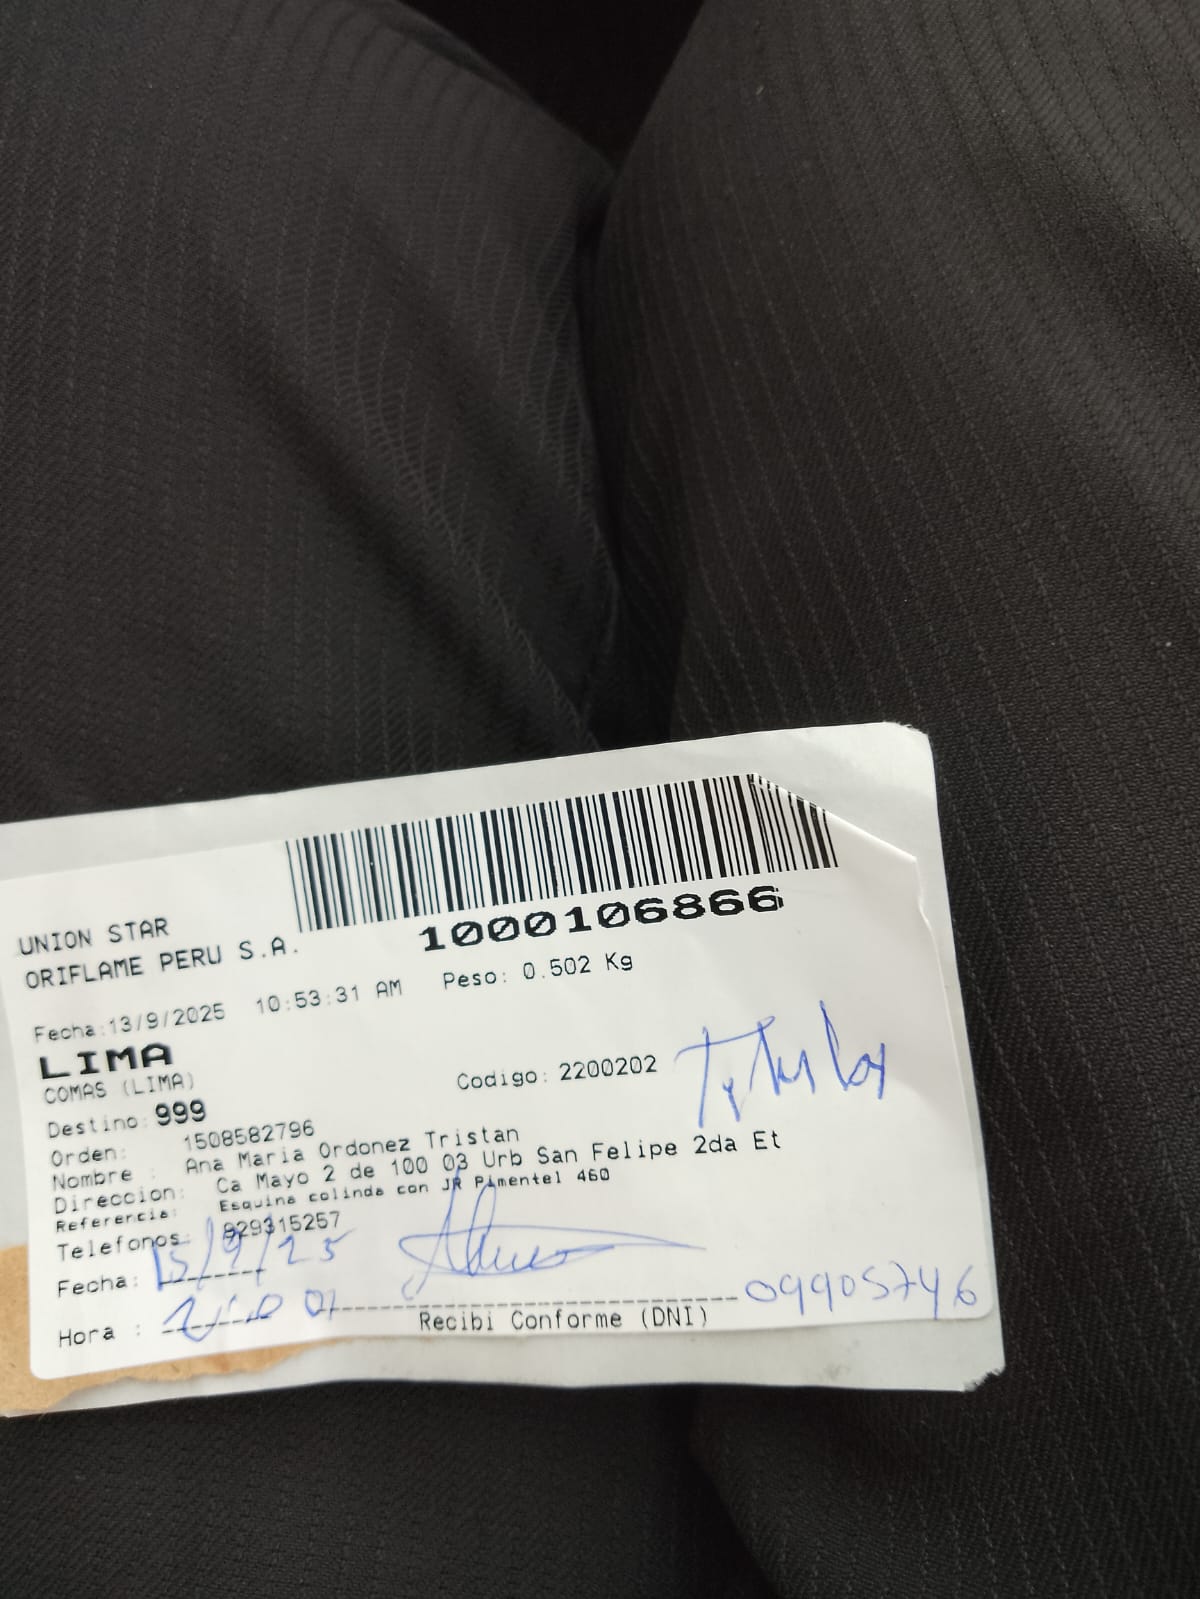 1000106866
UNION STAR
ORIFLAME PERU S.A.
Fecha:13/9/2025 10:53:31 AM Peso: 0.502 Kg
LIMA
COMAS (LIMA)
Codigo: 2200202 Titular
Destino: 999
Orden: 1508582796
Nombre : Ana Maria Ordonez Tristan
Direccion: Ca Mayo 2 de 100 03 Urb San Felipe 2da Et
Referencia: Esquina colinda con JR Pimentel 460
Telefonos: 929315257
Fecha: 15/9/25
Hora :
Recibi Conforme (DNI) 09905746